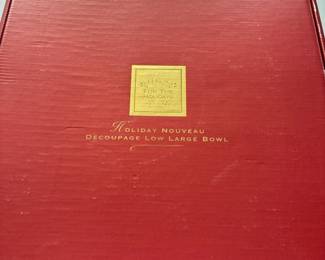 FOR THE
HOLIDAYS
HOLIDAY NOUVEAU
DECOUPAGE LOW LARGE BOWL